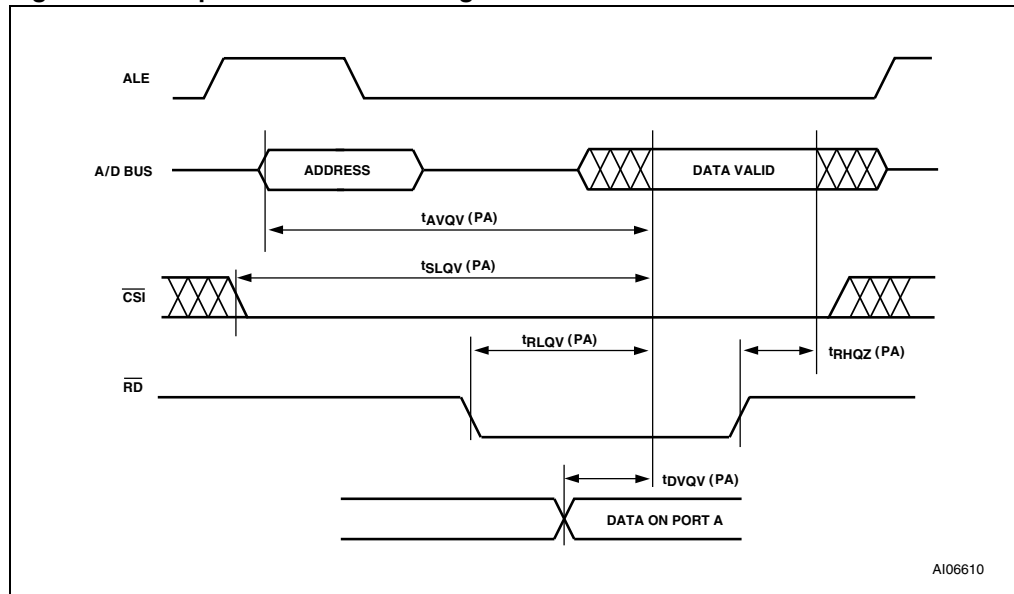 ALE
A/D BUS
ADDRESS
DATA VALID
tAVQV (PA)
tSLQV (PA)
CSI
tRLQV (PA)
tRHQZ (PA)
RD
tDVQV (PA)
DATA ON PORT A
AI06610